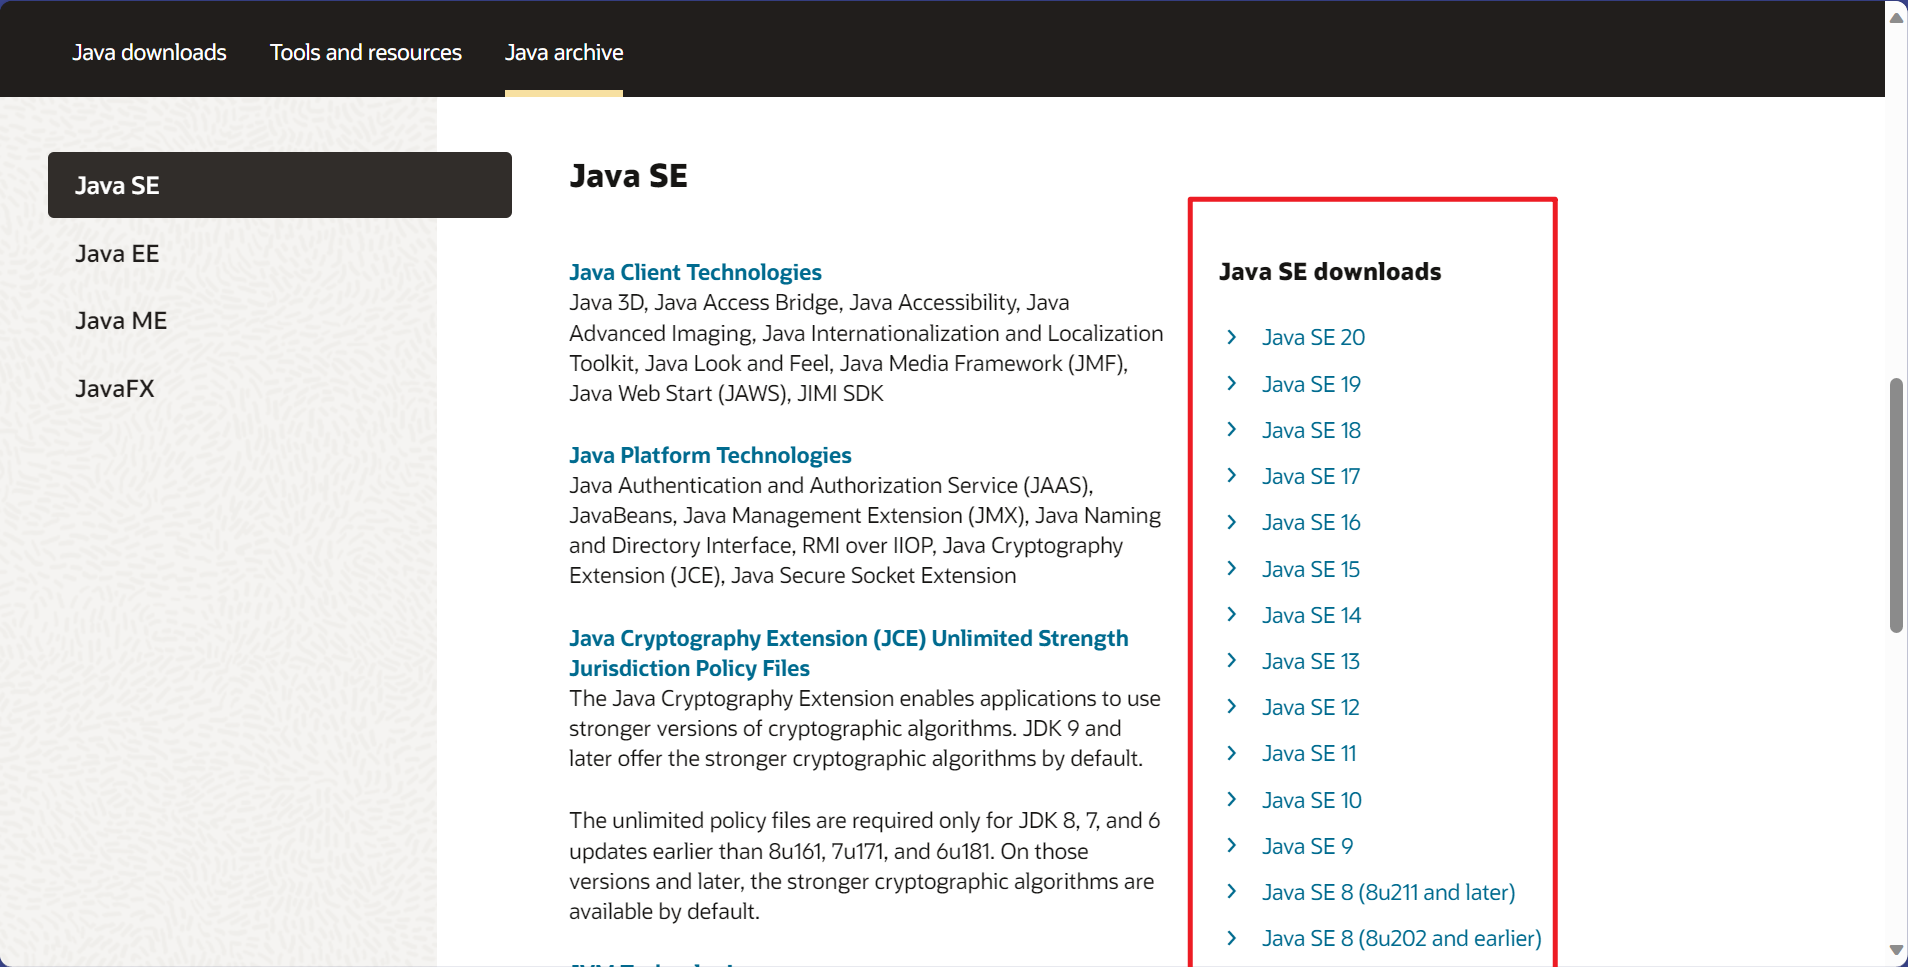 Java downloads
Tools and resources
Java archive
Java SE
Java EE
Java ME
JavaFX
Java SE
Java Client Technologies
Java 3D, Java Access Bridge, Java Accessibility, Java
Advanced Imaging, Java Internationalization and Localization
Toolkit, Java Look and Feel, Java Media Framework (JMF),
Java Web Start (JAWS), JIMI SDK
Java Platform Technologies
Java Authentication and Authorization Service (JAAS),
JavaBeans, Java Management Extension (JMX), Java Naming
and Directory Interface, RMI over IIOP, Java Cryptography
Extension (JCE), Java Secure Socket Extension
Java Cryptography Extension (JCE) Unlimited Strength
Jurisdiction Policy Files
The Java Cryptography Extension enables applications to use
stronger versions of cryptographic algorithms. JDK 9 and
later offer the stronger cryptographic algorithms by default.
The unlimited policy files are required only for JDK 8, 7, and 6
updates earlier than 8u161, 7u171, and 6u181. On those
versions and later, the stronger cryptographic algorithms are
available by default.
Java SE downloads
Java SE 20
Java SE 19
Java SE 18
Java SE 17
Java SE 16
Java SE 15
Java SE 14
Java SE 13
Java SE 12
Java SE 11
Java SE 10
Java SE 9
Java SE 8 (8u211 and later)
Java SE 8 (8u202 and earlier)